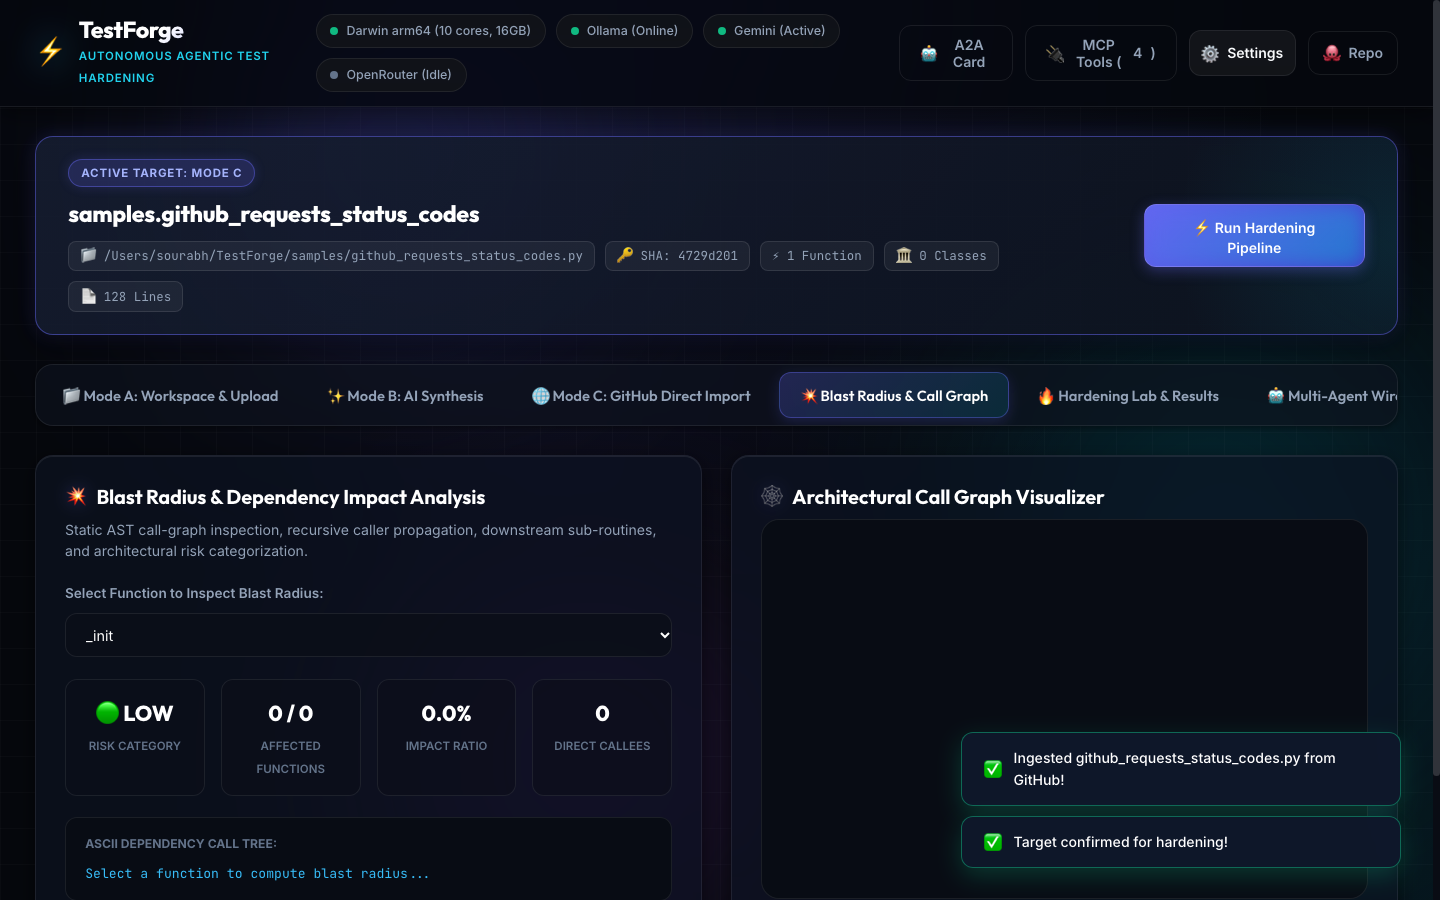 TestForge
AUTONOMOUS AGENTIC TEST
HARDENING
Darwin arm64 (10 cores, 16GB)
Ollama (Online)
Gemini (Active)
OpenRouter (Idle)
A2A
Card
MCP
Tools ( 4 )
Settings
Repo
ACTIVE TARGET: MODE C
samples.github_requests_status_codes
/Users/sourabh/TestForge/samples/github_requests_status_codes.py
SHA: 4729d201
⚡ 1 Function
0 Classes
128 Lines
⚡ Run Hardening
Pipeline
Mode A: Workspace & Upload
Mode B: AI Synthesis
Mode C: GitHub Direct Import
Blast Radius & Call Graph
Hardening Lab & Results
Multi-Agent Wir
Blast Radius & Dependency Impact Analysis
Static AST call-graph inspection, recursive caller propagation, downstream sub-routines,
and architectural risk categorization.
Select Function to Inspect Blast Radius:
_init
LOW
RISK CATEGORY
0 / 0
AFFECTED
FUNCTIONS
0.0%
IMPACT RATIO
0
DIRECT CALLEES
ASCII DEPENDENCY CALL TREE:
Select a function to compute blast radius...
Architectural Call Graph Visualizer
Ingested github_requests_status_codes.py from
GitHub!
Target confirmed for hardening!